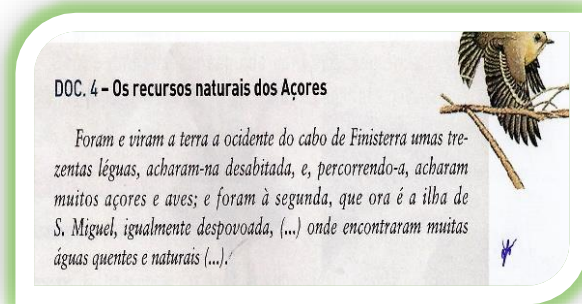 DOC. 4 – Os recursos naturais dos Açores
Foram e viram a terra a ocidente do cabo de Finisterra umas tre-
zentas léguas, acharam-na desabitada, e, percorrendo-a, acharam
muitos açores e aves; e foram à segunda, que ora é a ilha de
S. Miguel, igualmente despovoada, (...) onde encontraram muitas
águas quentes e naturais (...).